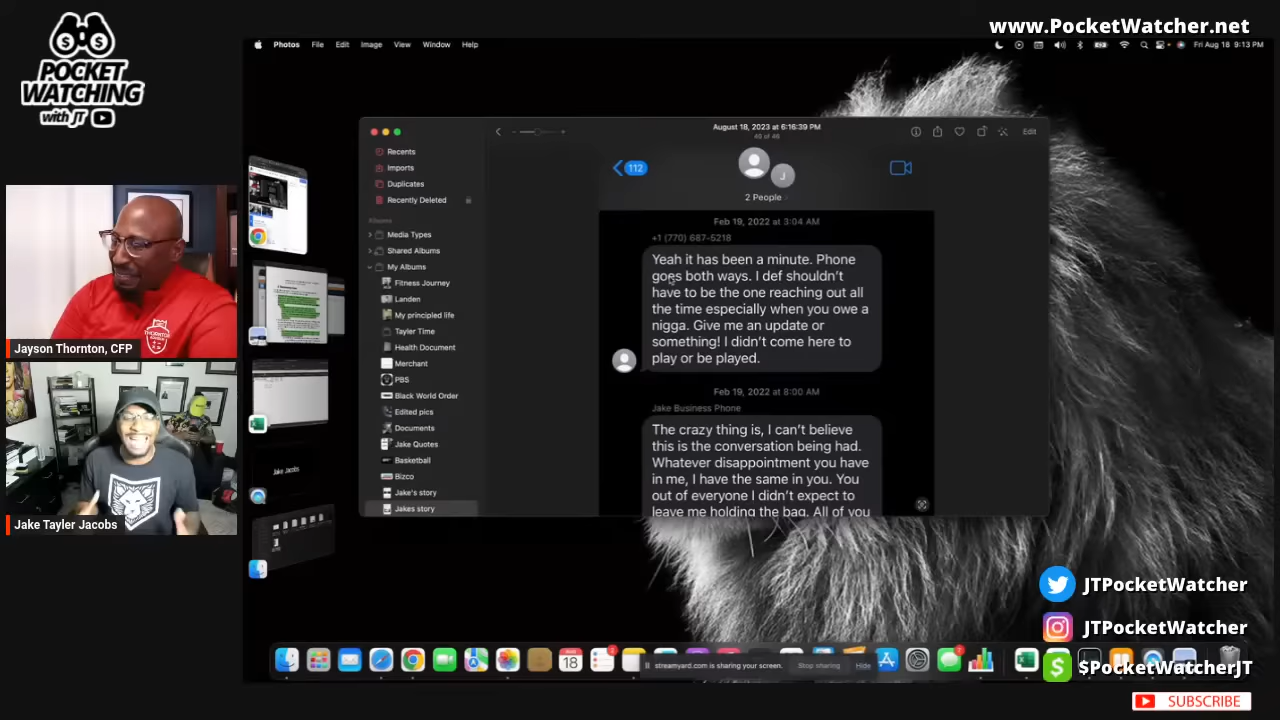 www.PocketWatcher.net
POCKET
WATCHING
with JT
Photos File Edit Image View Window Help
Fri Aug 18 9:13 PM
August 18, 2023 at 6:16:39 PM
Edit
Recents
Imports
Duplicates
Recently Deleted
Albums
Media Types
Shared Albums
My Albums
Fitness Journey
Landen
My principled life
Tayler Time
Health Document
Merchant
PBS
Black World Order
Edited pics
Documents
Jake Quotes
Basketball
Bizco
Jake's story
Jakes story
112
J
2 People
Feb 19, 2022 at 3:04 AM
+1 (770) 687-5218
Yeah it has been a minute. Phone
goes both ways. I def shouldn't
have to be the one reaching out all
the time especially when you owe a
nigga. Give me an update or
something! I didn't come here to
play or be played.
Feb 19, 2022 at 8:00 AM
Jake Business Phone
The crazy thing is, I can't believe
this is the conversation being had.
Whatever disappointment you have
in me, I have the same in you. You
out of everyone I didn't expect to
leave me holding the bag. All of you
Jake Jacobs
THORNTON
Jayson Thornton, CFP
Jake Tayler Jacobs
JTPocketWatcher
JTPocketWatcher
$PocketWatcherJT
SUBSCRIBE
AUG
18
streamyard.com is sharing your screen.
Stop sharing
Hide